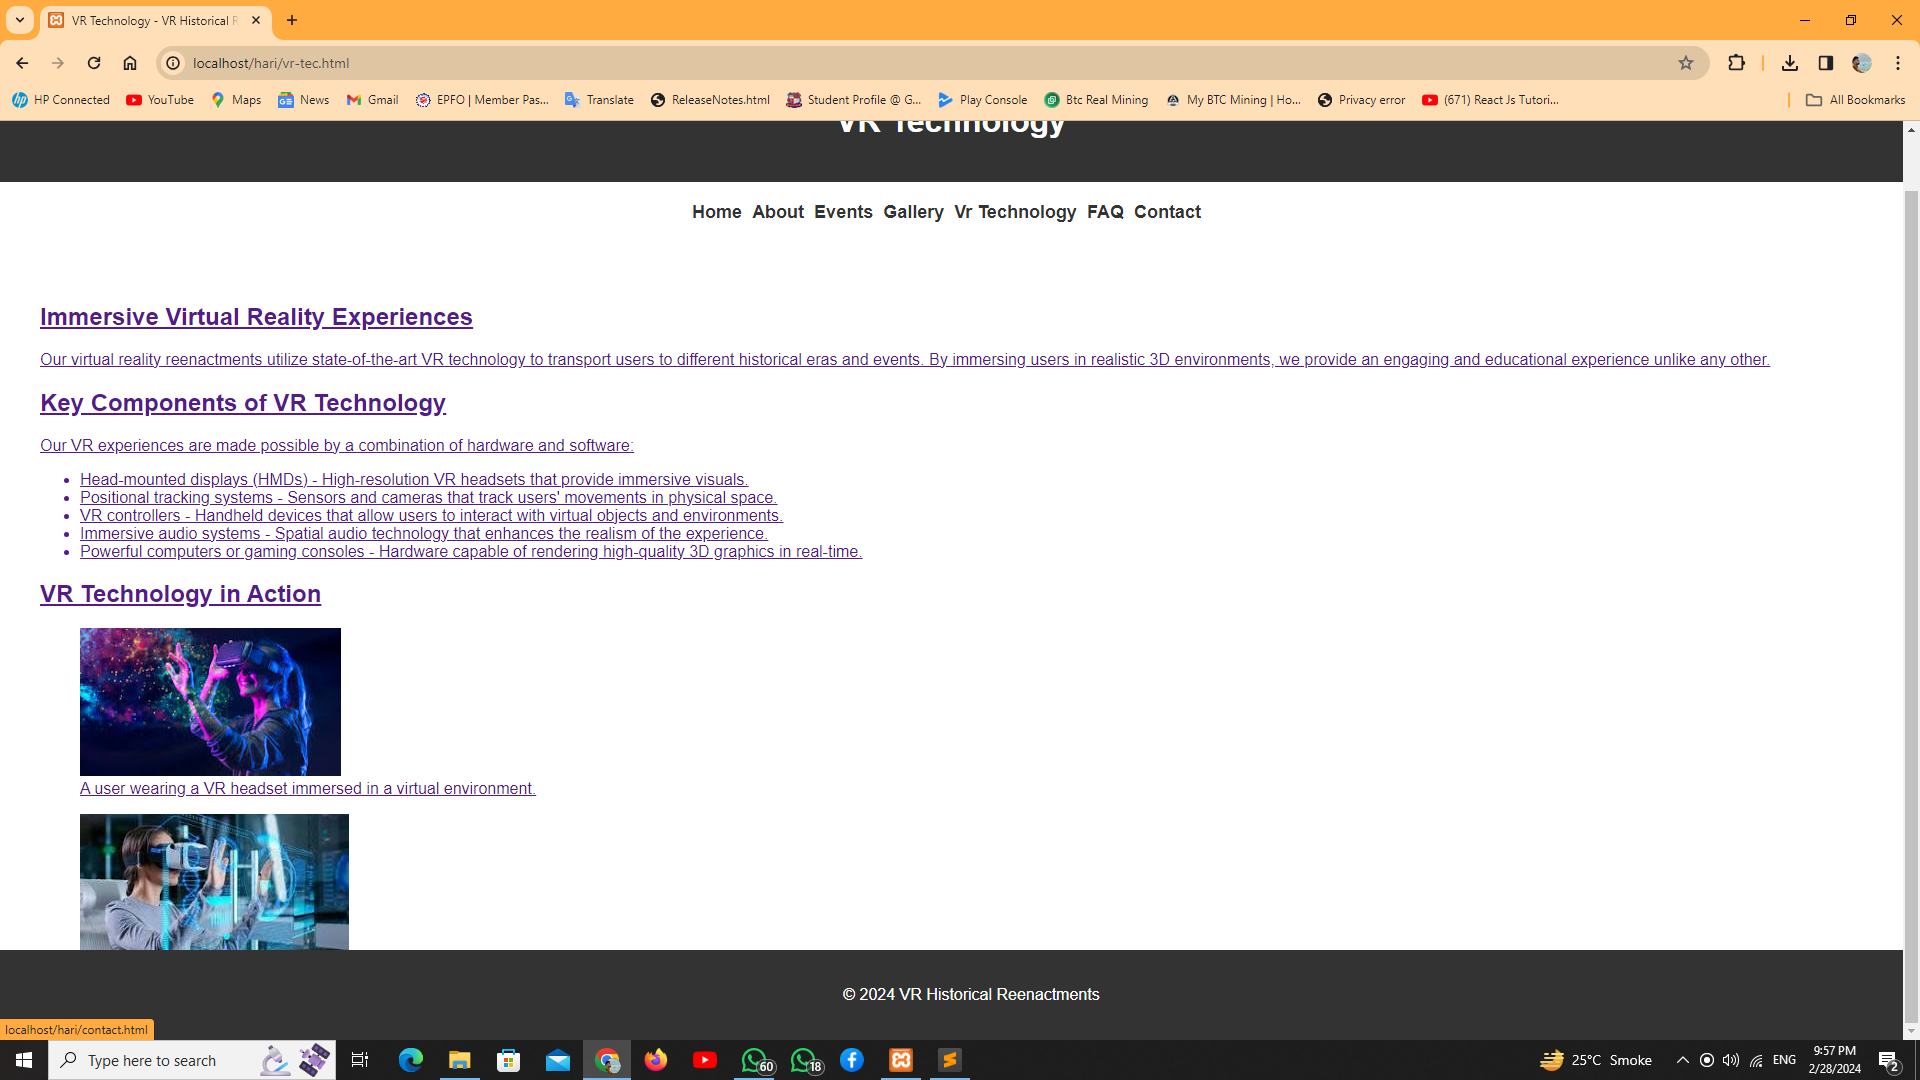 VR Technology - VR Historical R
localhost/hari/vr-tec.html
HP Connected YouTube Maps News Gmail EPFO | Member Pas... Translate ReleaseNotes.html Student Profile @ G... Play Console Btc Real Mining My BTC Mining | Ho... Privacy error (671) React Js Tutori... All Bookmarks
VR Technology
Home About Events Gallery Vr Technology FAQ Contact
Immersive Virtual Reality Experiences
Our virtual reality reenactments utilize state-of-the-art VR technology to transport users to different historical eras and events. By immersing users in realistic 3D environments, we provide an engaging and educational experience unlike any other.
Key Components of VR Technology
Our VR experiences are made possible by a combination of hardware and software:
• Head-mounted displays (HMDs) - High-resolution VR headsets that provide immersive visuals.
• Positional tracking systems - Sensors and cameras that track users' movements in physical space.
• VR controllers - Handheld devices that allow users to interact with virtual objects and environments.
• Immersive audio systems - Spatial audio technology that enhances the realism of the experience.
• Powerful computers or gaming consoles - Hardware capable of rendering high-quality 3D graphics in real-time.
VR Technology in Action
A user wearing a VR headset immersed in a virtual environment.
© 2024 VR Historical Reenactments
localhost/hari/contact.html
Type here to search
60
18
25°C Smoke
ENG
9:57 PM
2/28/2024
2